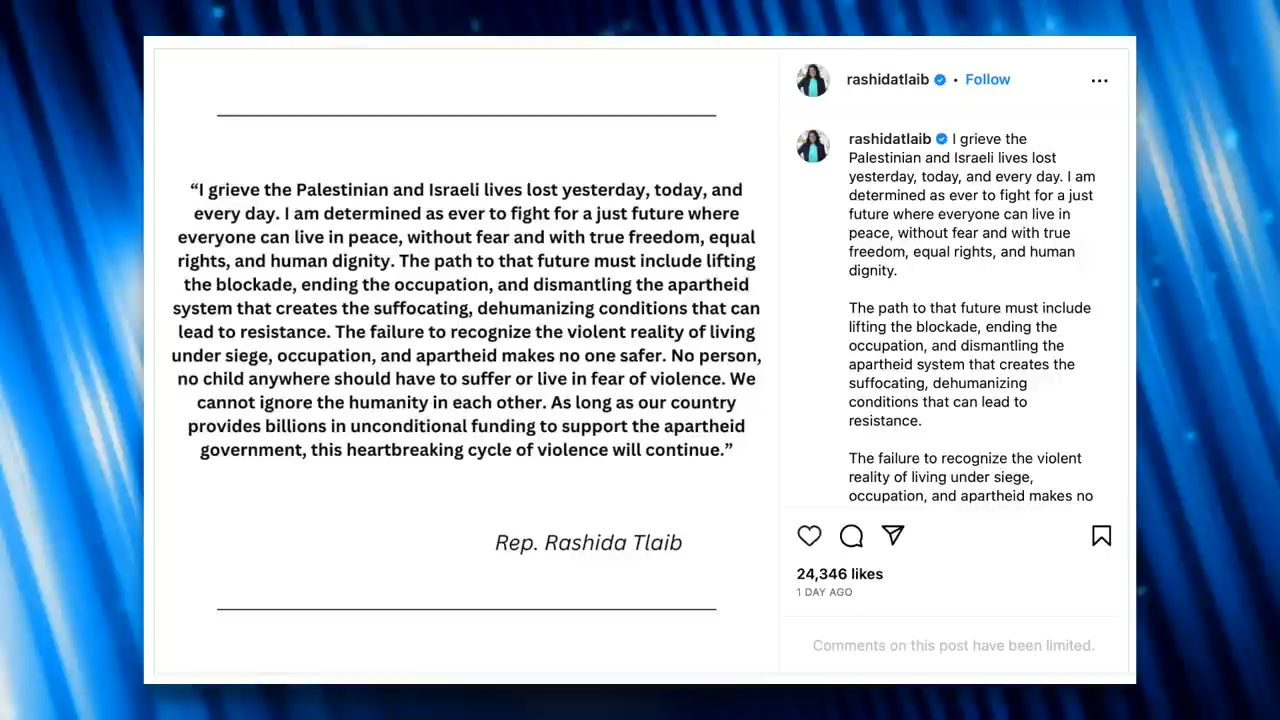 “I grieve the Palestinian and Israeli lives lost yesterday, today, and
every day. I am determined as ever to fight for a just future where
everyone can live in peace, without fear and with true freedom, equal
rights, and human dignity. The path to that future must include lifting
the blockade, ending the occupation, and dismantling the apartheid
system that creates the suffocating, dehumanizing conditions that can
lead to resistance. The failure to recognize the violent reality of living
under siege, occupation, and apartheid makes no one safer. No person,
no child anywhere should have to suffer or live in fear of violence. We
cannot ignore the humanity in each other. As long as our country
provides billions in unconditional funding to support the apartheid
government, this heartbreaking cycle of violence will continue.”
Rep. Rashida Tlaib
rashidatlaib • Follow
rashidatlaib I grieve the
Palestinian and Israeli lives lost
yesterday, today, and every day. I am
determined as ever to fight for a just
future where everyone can live in
peace, without fear and with true
freedom, equal rights, and human
dignity.
The path to that future must include
lifting the blockade, ending the
occupation, and dismantling the
apartheid system that creates the
suffocating, dehumanizing
conditions that can lead to
resistance.
The failure to recognize the violent
reality of living under siege,
occupation, and apartheid makes no
24,346 likes
1 DAY AGO
Comments on this post have been limited.